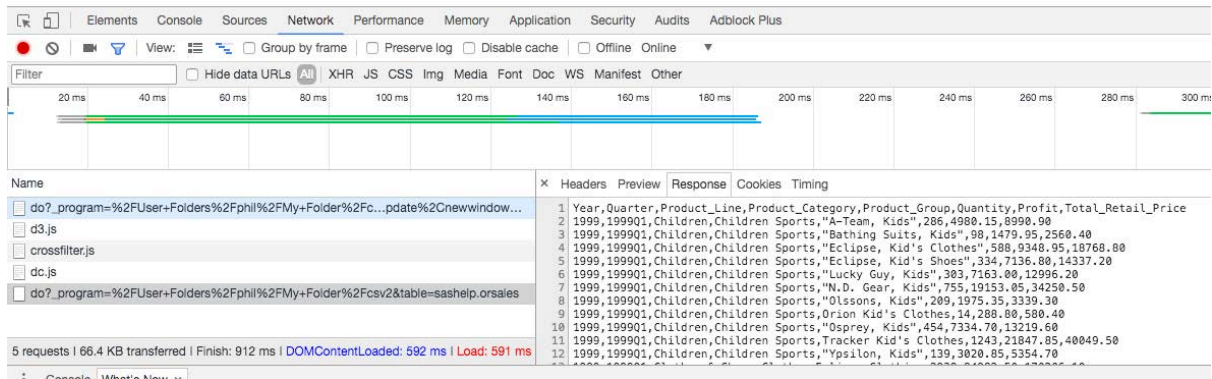 Elements Console Sources Network Performance Memory Application Security Audits Adblock Plus
View: Group by frame Preserve log Disable cache Offline Online
Filter Hide data URLs All XHR JS CSS Img Media Font Doc WS Manifest Other
20 ms 40 ms 60 ms 80 ms 100 ms 120 ms 140 ms 160 ms 180 ms 200 ms 220 ms 240 ms 260 ms 280 ms 300 ms
Name
do?_program=%2FUser+Folders%2Fphil%2FMy+Folder%2Fc...pdate%2Cnewwindow...
d3.js
crossfilter.js
dc.js
do?_program=%2FUser+Folders%2Fphil%2FMy+Folder%2Fcsv2&table=sashelp.orsales
5 requests | 66.4 KB transferred | Finish: 912 ms | DOMContentLoaded: 592 ms | Load: 591 ms
× Headers Preview Response Cookies Timing
1 Year,Quarter,Product_Line,Product_Category,Product_Group,Quantity,Profit,Total_Retail_Price
2 1999,1999Q1,Children,Children Sports,"A-Team, Kids",286,4980.15,8990.90
3 1999,1999Q1,Children,Children Sports,"Bathing Suits, Kids",98,1479.95,2560.40
4 1999,1999Q1,Children,Children Sports,"Eclipse, Kid's Clothes",588,9348.95,18768.80
5 1999,1999Q1,Children,Children Sports,"Eclipse, Kid's Shoes",334,7136.80,14337.20
6 1999,1999Q1,Children,Children Sports,"Lucky Guy, Kids",303,7163.00,12996.20
7 1999,1999Q1,Children,Children Sports,"N.D. Gear, Kids",755,19153.05,34250.50
8 1999,1999Q1,Children,Children Sports,"Olssons, Kids",209,1975.35,3339.30
9 1999,1999Q1,Children,Children Sports,Orion Kid's Clothes,14,288.80,580.40
10 1999,1999Q1,Children,Children Sports,"Osprey, Kids",454,7334.70,13219.60
11 1999,1999Q1,Children,Children Sports,Tracker Kid's Clothes,1243,21847.85,40049.50
12 1999,1999Q1,Children,Children Sports,"Ypsilon, Kids",139,3020.85,5354.70
Console What's New ×